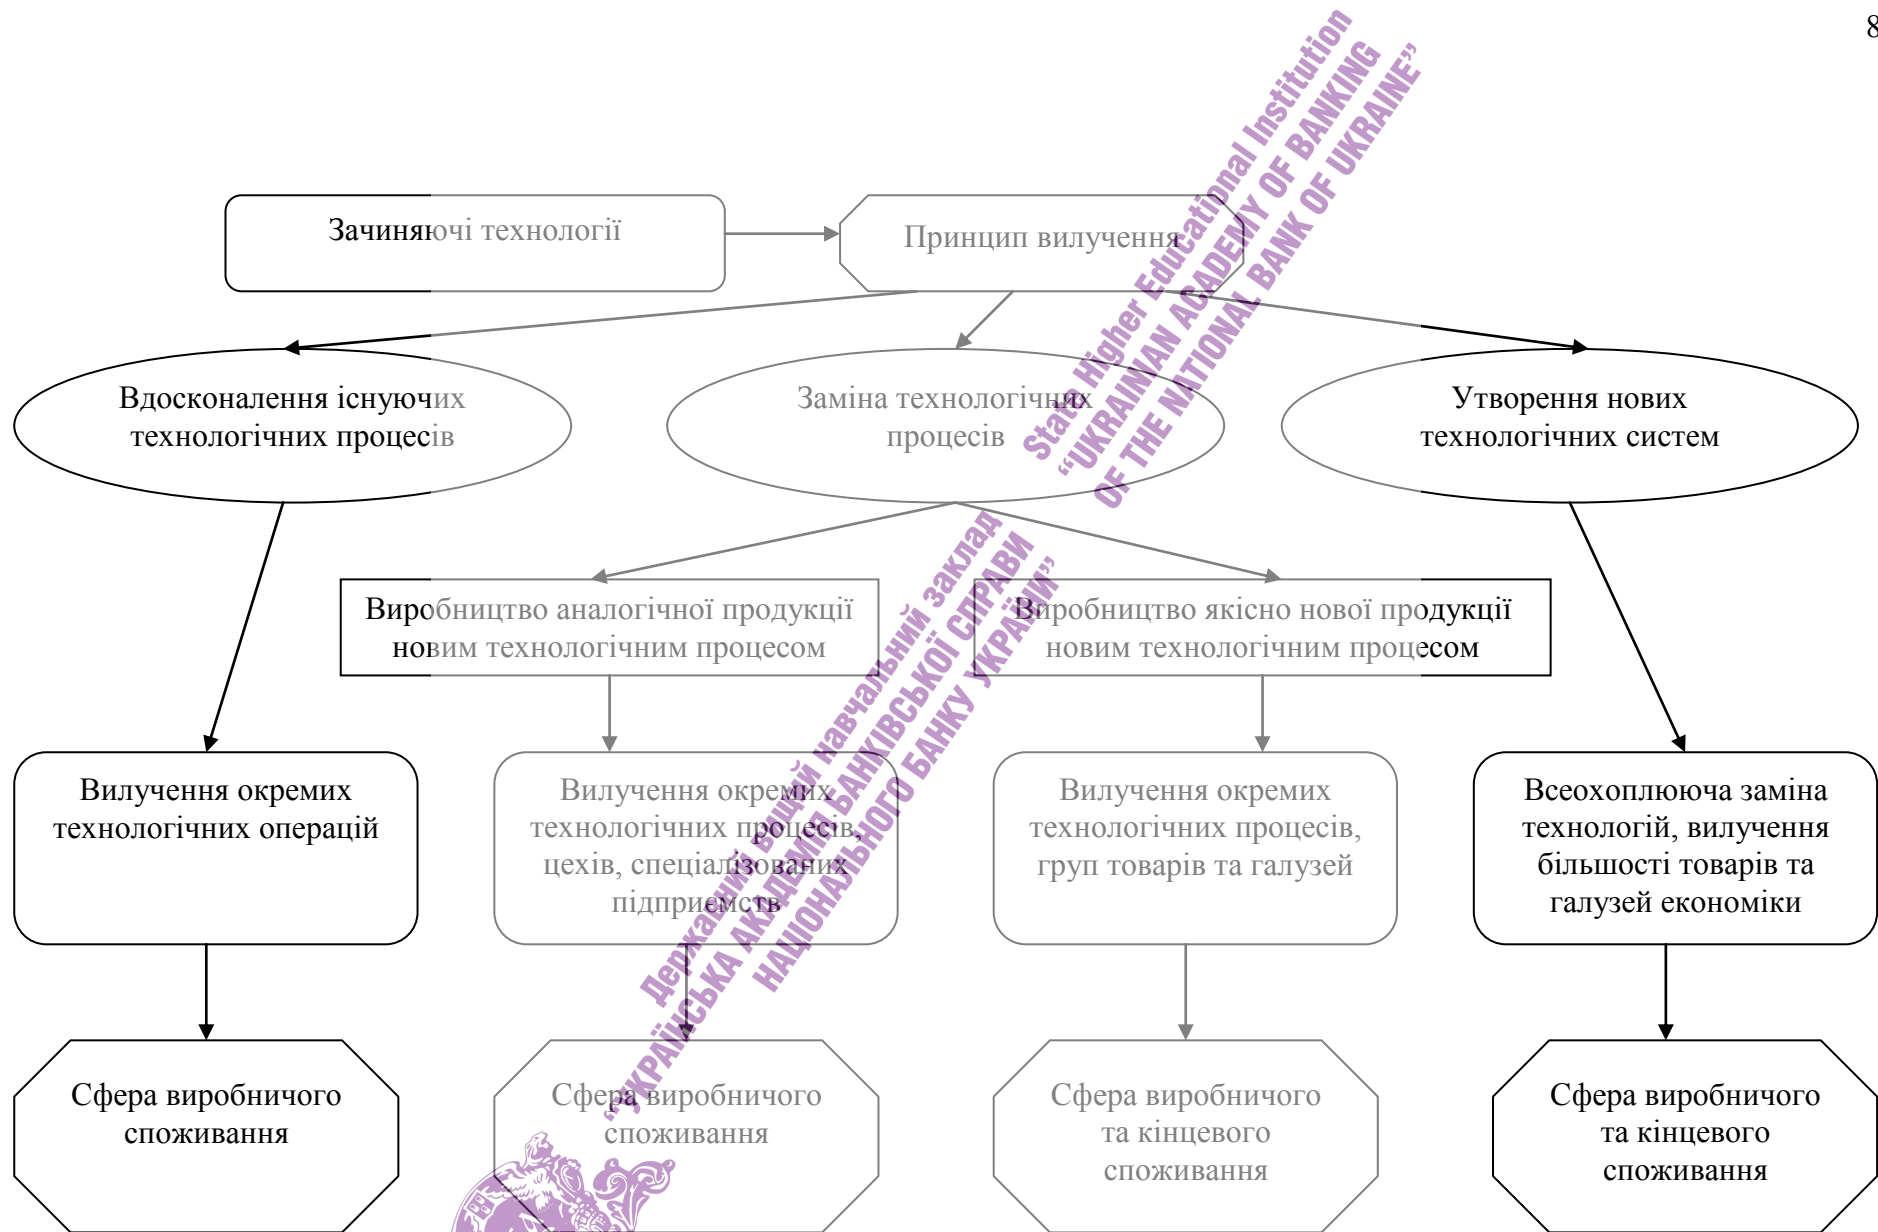 8
Зачиняючі технології
Принцип вилучення
Вдосконалення існуючих
технологічних процесів
Заміна технологічних
процесів
Утворення нових
технологічних систем
Виробництво аналогічної продукції
новим технологічним процесом
Виробництво якісно нової продукції
новим технологічним процесом
Вилучення окремих
технологічних операцій
Вилучення окремих
технологічних процесів,
цехів, спеціалізованих
підприємств
Вилучення окремих
технологічних процесів,
груп товарів та галузей
Всеохоплююча заміна
технологій, вилучення
більшості товарів та
галузей економіки
Сфера виробничого
споживання
Сфера виробничого
споживання
Сфера виробничого
та кінцевого
споживання
Сфера виробничого
та кінцевого
споживання
State Higher Educational Institution
“UKRAINIAN ACADEMY OF BANKING
OF THE NATIONAL BANK OF UKRAINE”
Державний вищий навчальний заклад
“УКРАЇНСЬКА АКАДЕМІЯ БАНКІВСЬКОЇ СПРАВИ
НАЦІОНАЛЬНОГО БАНКУ УКРАЇНИ”